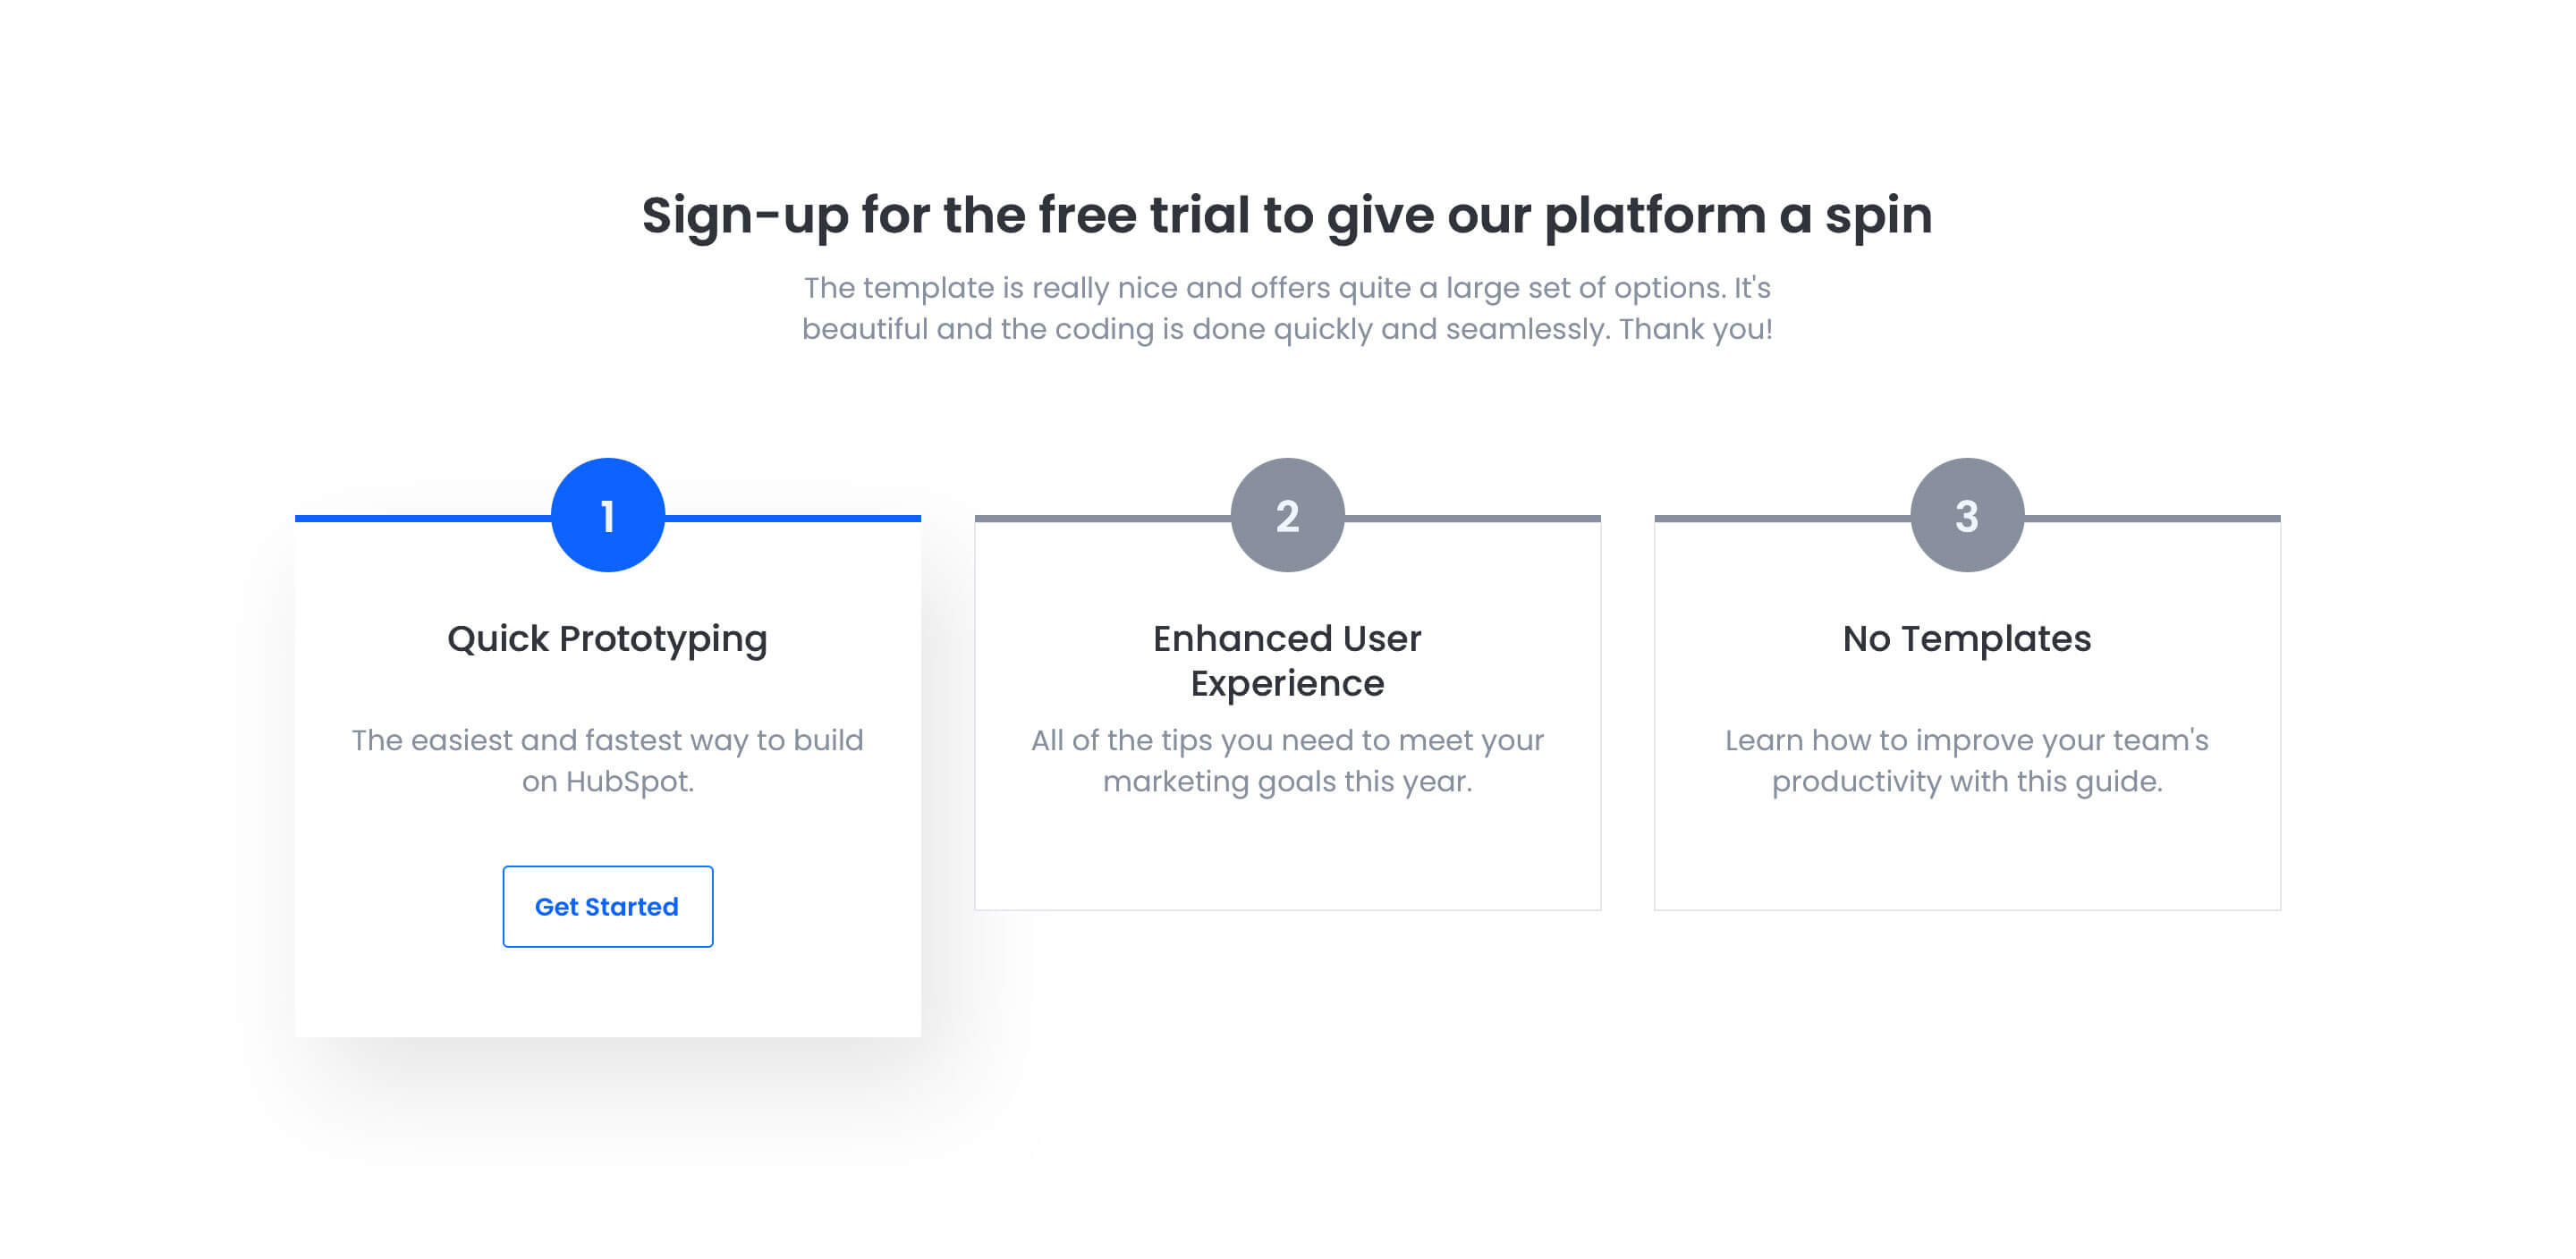 Sign-up for the free trial to give our platform a spin
The template is really nice and offers quite a large set of options. It's
beautiful and the coding is done quickly and seamlessly. Thank you!
1
Quick Prototyping
The easiest and fastest way to build
on HubSpot.
Get Started
2
Enhanced User
Experience
All of the tips you need to meet your
marketing goals this year.
3
No Templates
Learn how to improve your team's
productivity with this guide.